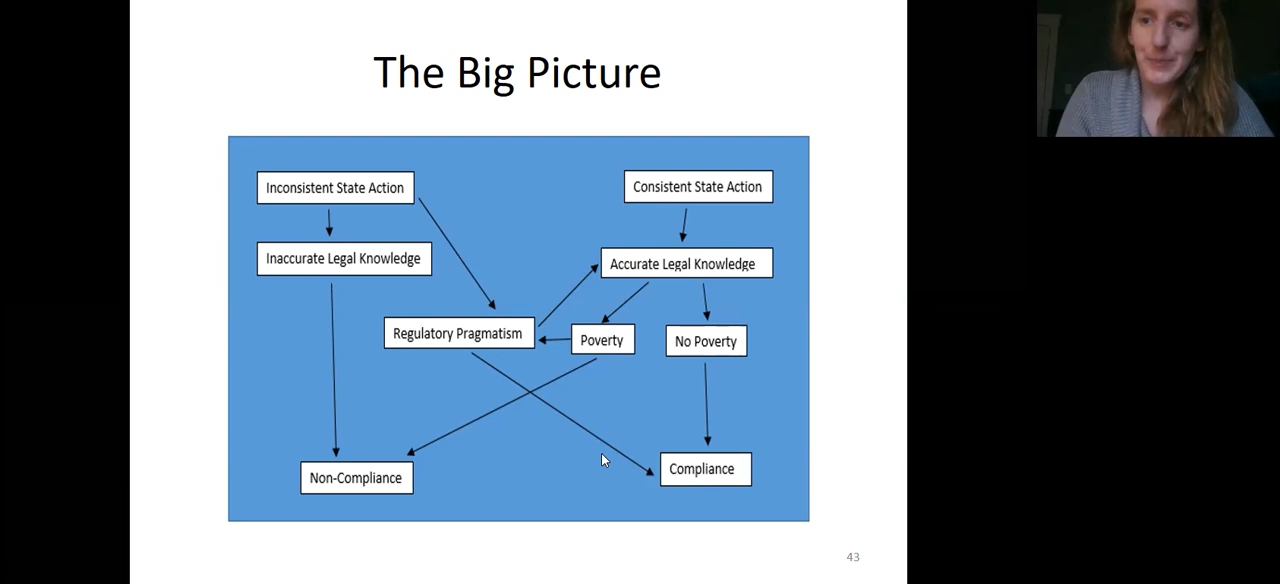 The Big Picture
Inconsistent State Action
Consistent State Action
Inaccurate Legal Knowledge
Accurate Legal Knowledge
Regulatory Pragmatism
Poverty
No Poverty
Non-Compliance
Compliance
43